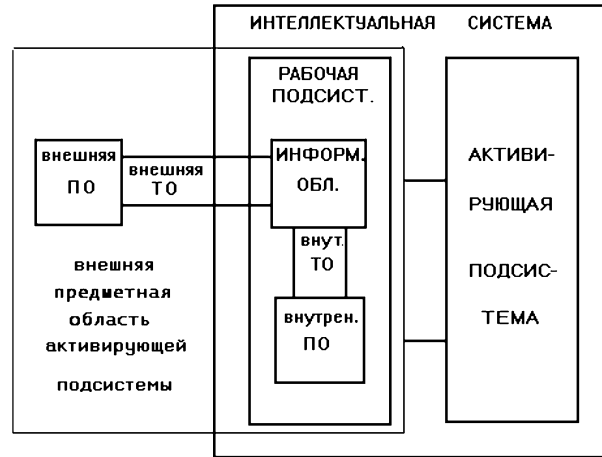 ИНТЕЛЛЕКТУАЛЬНАЯ СИСТЕМА
РАБОЧАЯ
ПОДСИСТ.
внешняя
ПО
внешняя
ТО
ИНФОРМ.
ОБЛ.
внут.
ТО
внутрен.
ПО
внешняя
предметная
область
активирующей
подсистемы
АКТИВИ-
РУЮЩАЯ
ПОДСИС-
ТЕМА